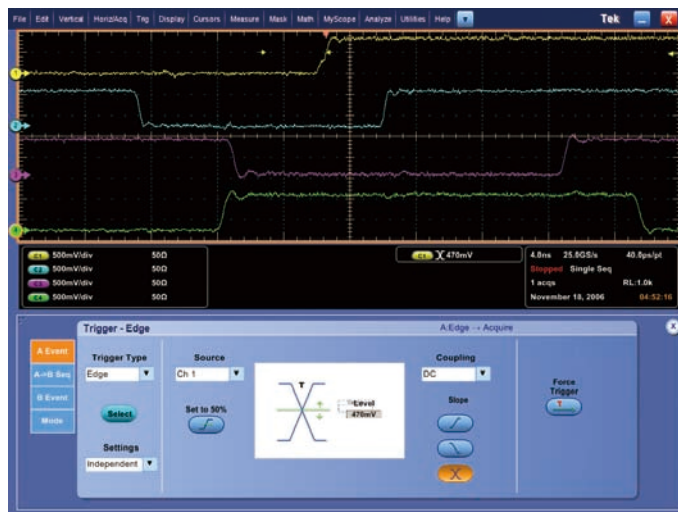 File Edit Vertical Horiz/Acq Trig Display Cursors Measure Mask Math MyScope Analyze Utilities Help Tek X
1
2
3
4
C1 500mV/div 50Ω
C2 500mV/div 50Ω
C3 500mV/div 50Ω
C4 500mV/div 50Ω
C1 470mV
4.0ns 25.0GS/s 40.0ps/pt
Stopped Single Seq
1 acqs RL:1.0k
November 18, 2006 04:52:16
Trigger - Edge A:Edge → Acquire X
A Event
A->B Seq
B Event
Mode
Trigger Type
Edge
Select
Settings
Independent
Source
Ch 1
Set to 50%
T
Level
470mV
Coupling
DC
Slope
Force
Trigger
T